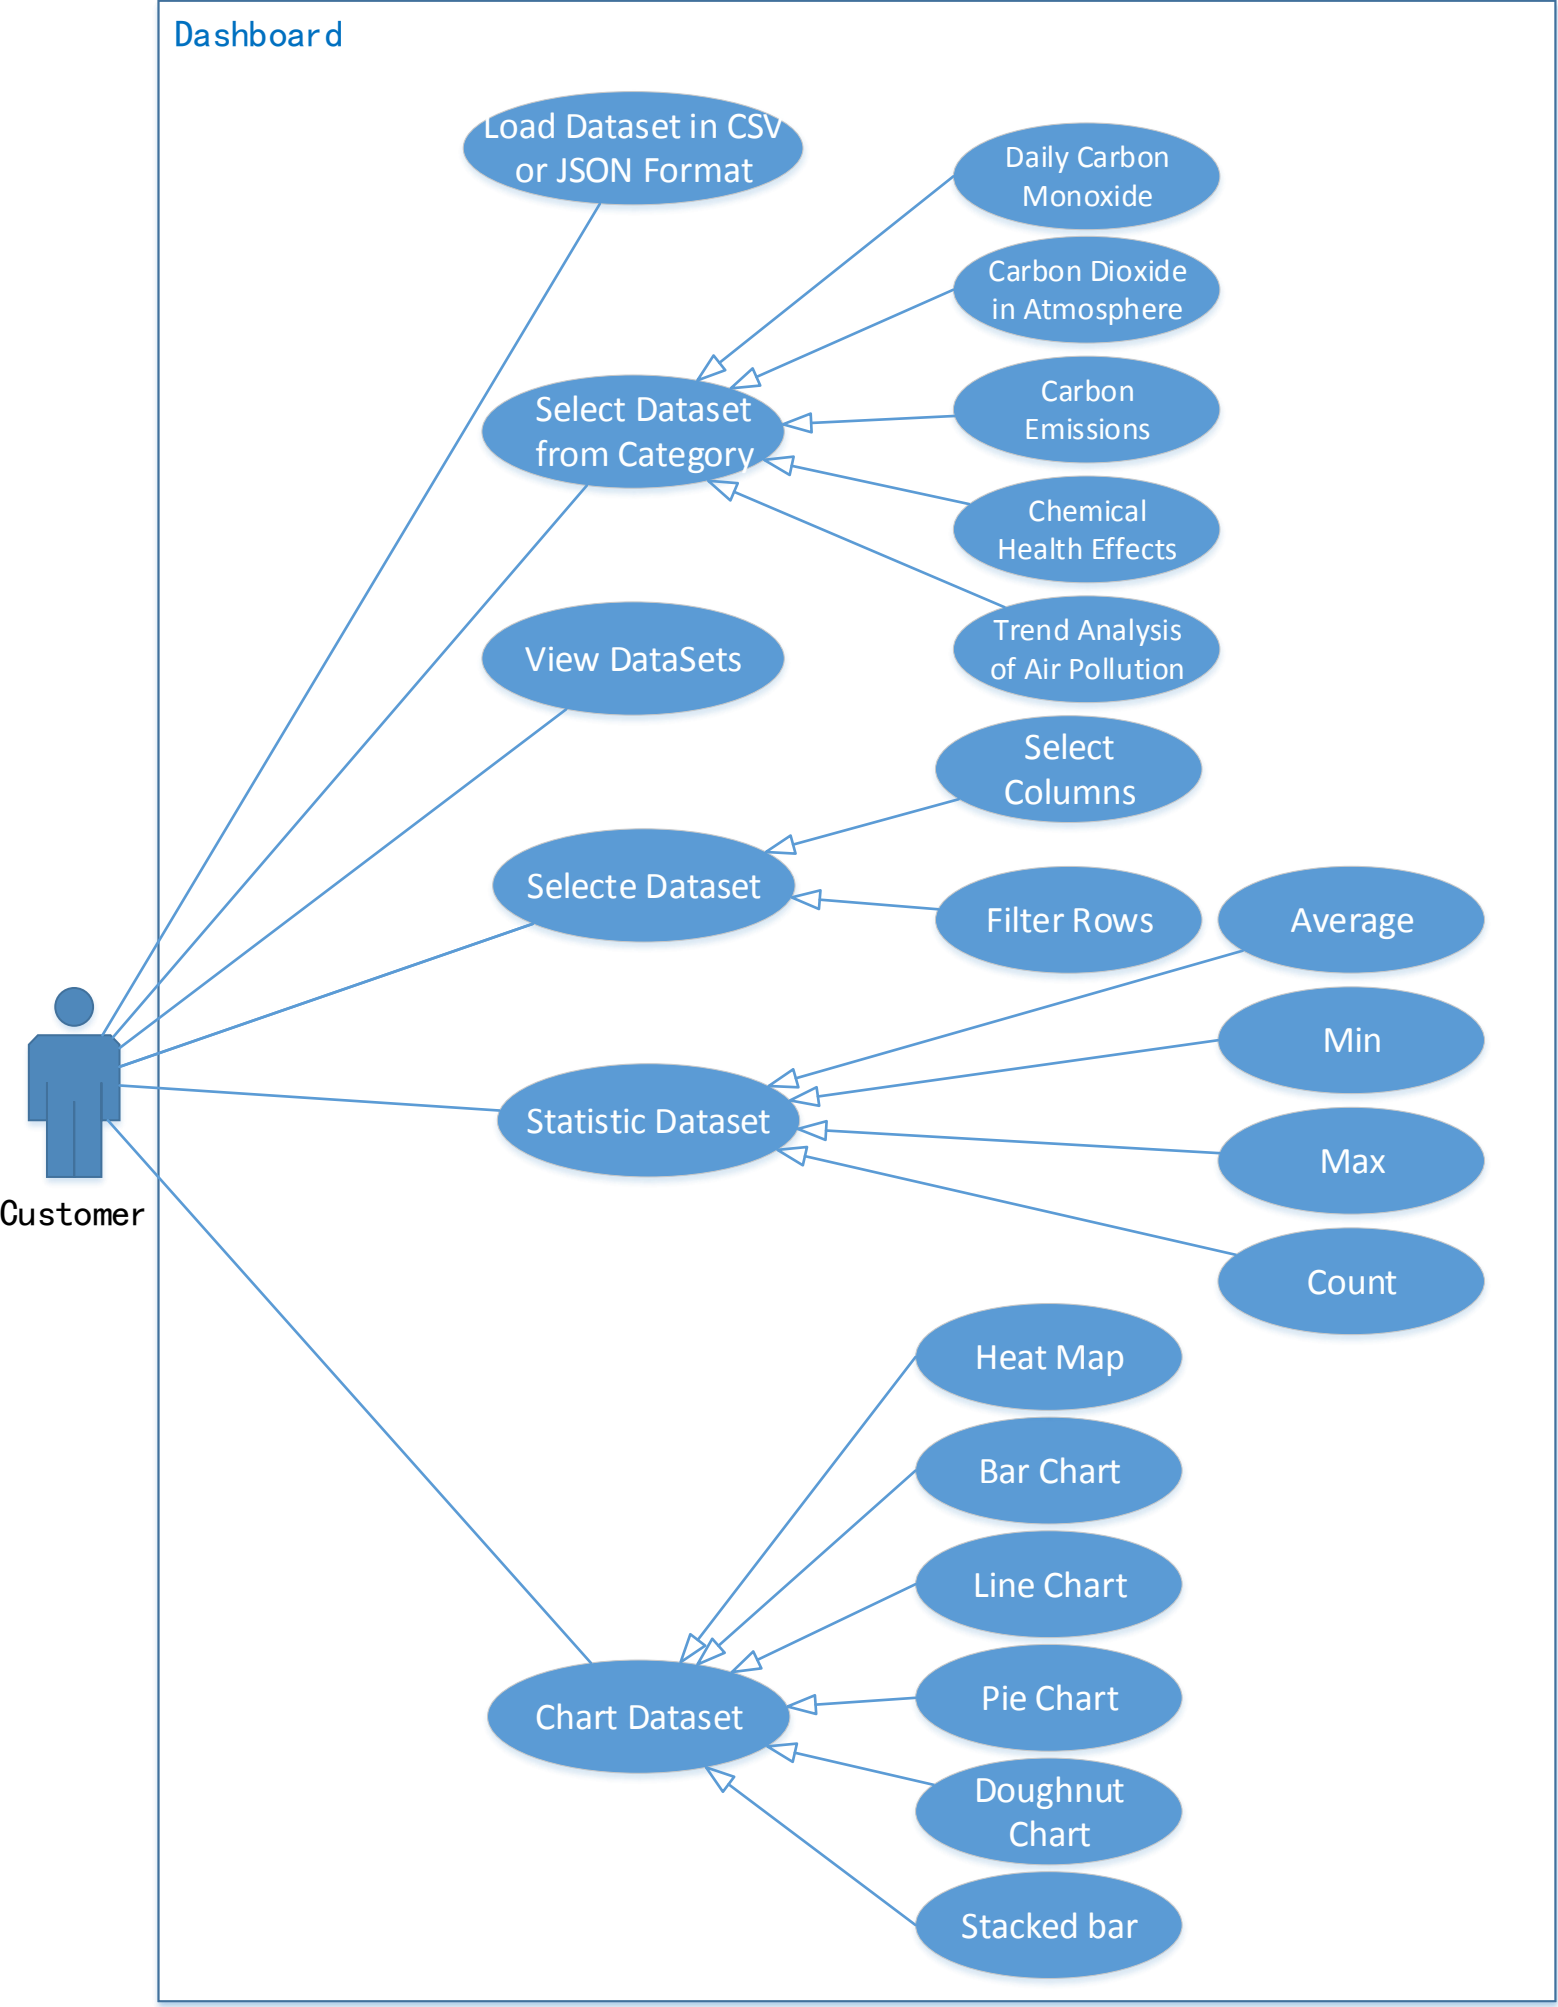 Dashboard
Load Dataset in CSV
or JSON Format
Daily Carbon
Monoxide
Carbon Dioxide
in Atmosphere
Select Dataset
from Category
Carbon
Emissions
Chemical
Health Effects
Trend Analysis
of Air Pollution
View DataSets
Select
Columns
Selecte Dataset
Filter Rows
Average
Min
Statistic Dataset
Max
Customer
Count
Heat Map
Bar Chart
Line Chart
Pie Chart
Chart Dataset
Doughnut
Chart
Stacked bar